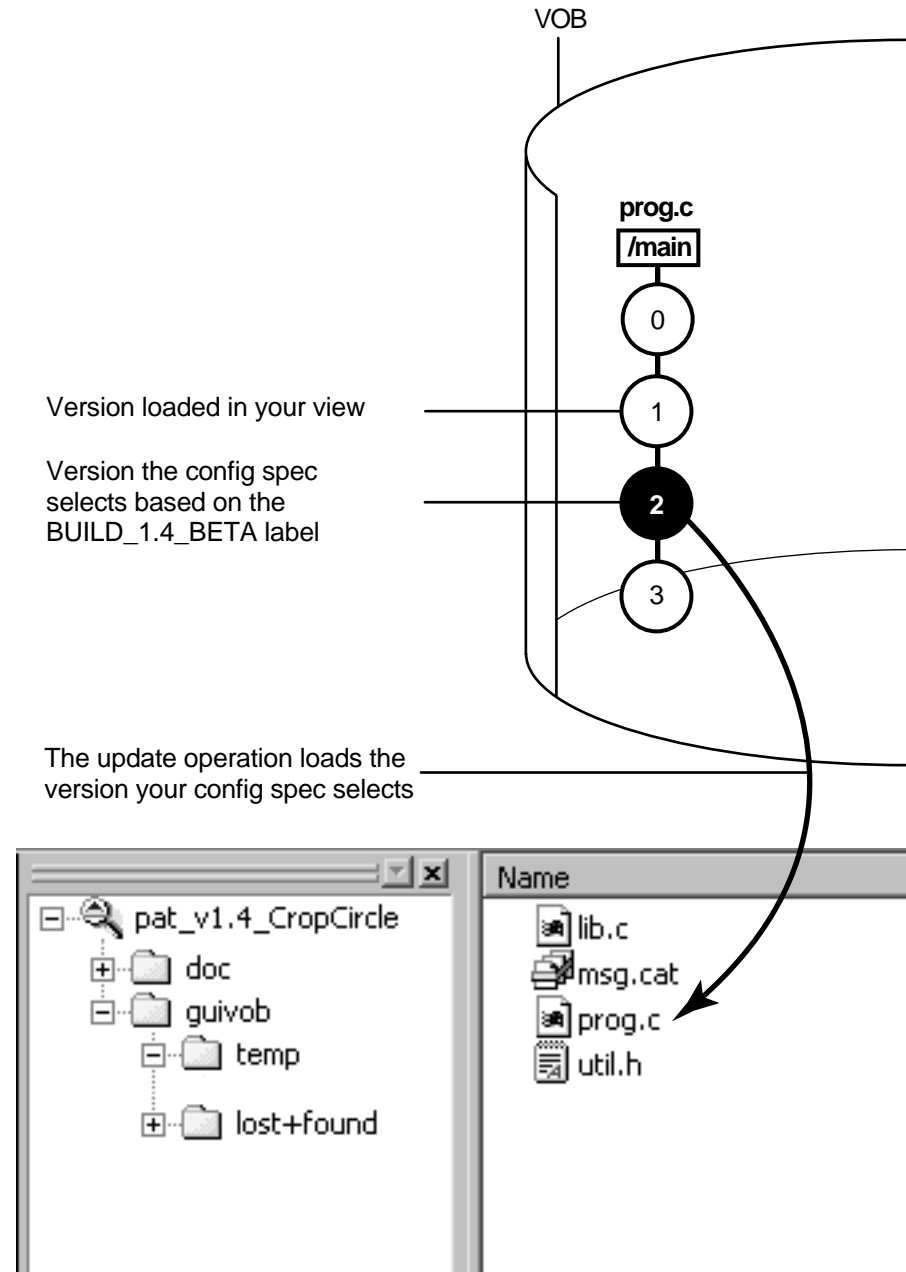 VOB
prog.c
/main
0
Version loaded in your view
1
Version the config spec
selects based on the
BUILD_1.4_BETA label
2
3
The update operation loads the
version your config spec selects
Name
pat_v1.4_CropCircle
doc
guivob
temp
lost+found
lib.c
msg.cat
prog.c
util.h